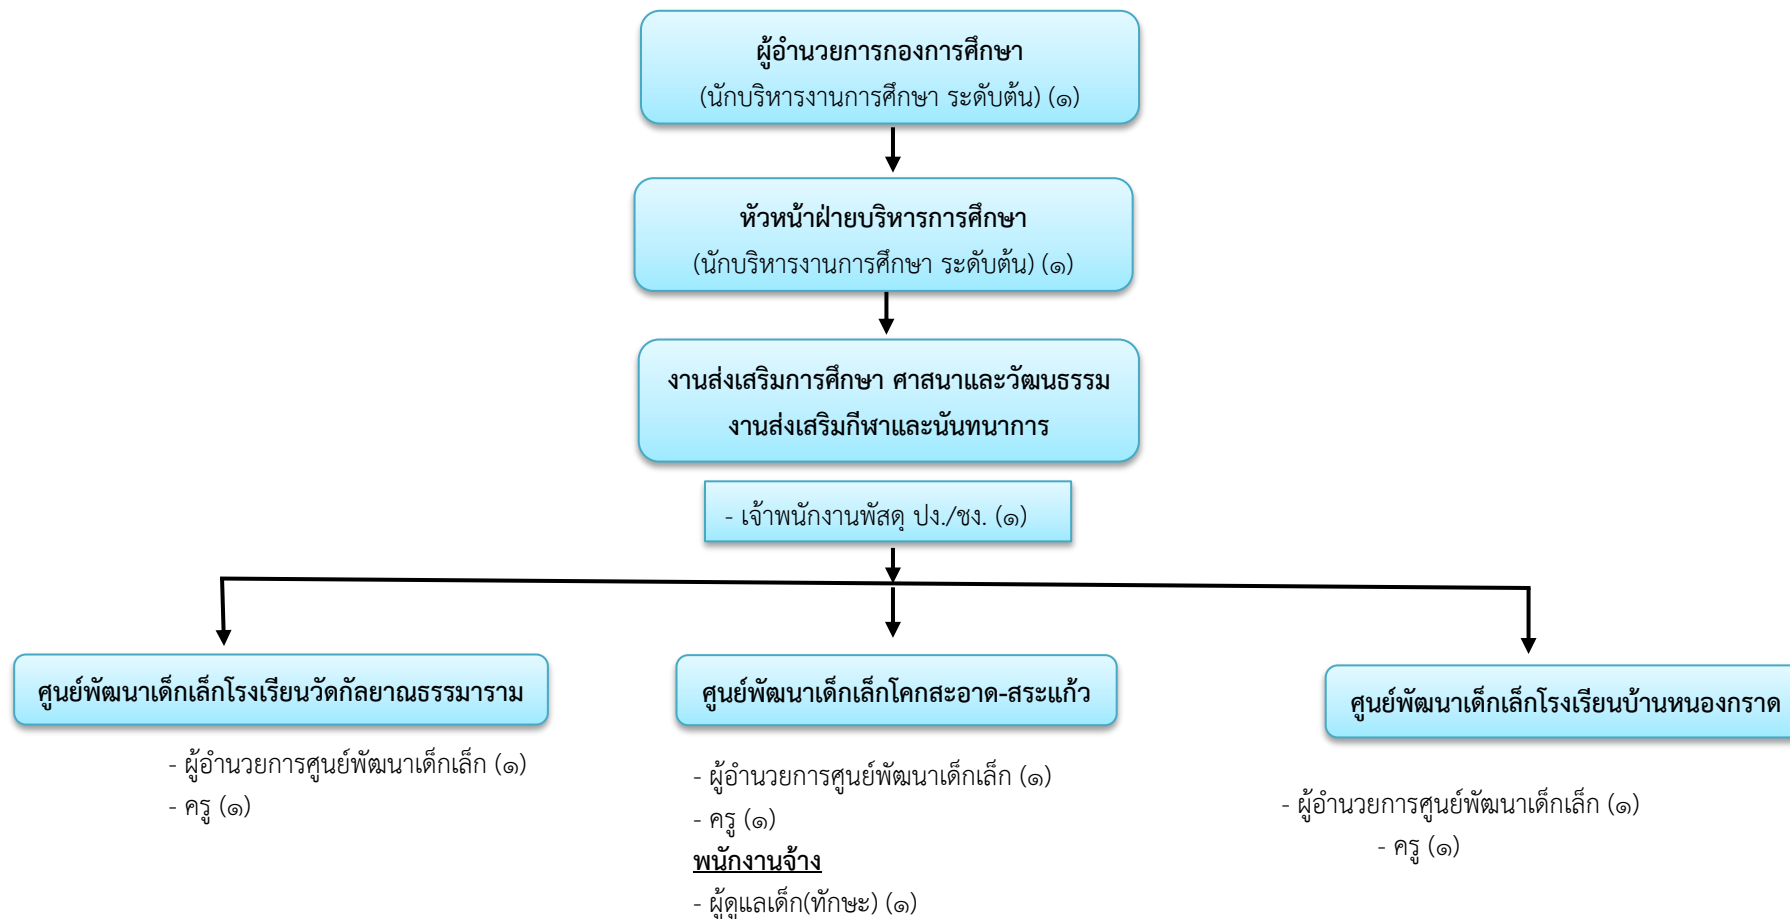 ผู้อำนวยการกองการศึกษา
(นักบริหารงานการศึกษา ระดับต้น) (๑)
หัวหน้าฝ่ายบริหารการศึกษา
(นักบริหารงานการศึกษา ระดับต้น) (๑)
งานส่งเสริมการศึกษา ศาสนาและวัฒนธรรม
งานส่งเสริมกีฬาและนันทนาการ
- เจ้าพนักงานพัสดุ ปง./ชง. (๑)
ศูนย์พัฒนาเด็กเล็กโรงเรียนวัดกัลยาณธรรมาราม
- ผู้อำนวยการศูนย์พัฒนาเด็กเล็ก (๑)
- ครู (๑)
ศูนย์พัฒนาเด็กเล็กโคกสะอาด-สระแก้ว
- ผู้อำนวยการศูนย์พัฒนาเด็กเล็ก (๑)
- ครู (๑)
พนักงานจ้าง
- ผู้ดูแลเด็ก(ทักษะ) (๑)
ศูนย์พัฒนาเด็กเล็กโรงเรียนบ้านหนองกราด
- ผู้อำนวยการศูนย์พัฒนาเด็กเล็ก (๑)
- ครู (๑)